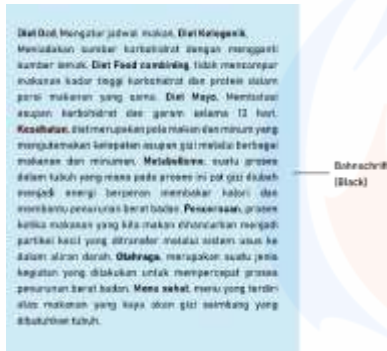 Diet Ocd, Mengatur jadwal makan, Diet Ketogenik,
Meniadakan sumber karbohidrat dengan mengganti
sumber lemak. Diet Food combining, tidak mencampur
makanan kadar tinggi karbohidrat dan protein dalam
porsi makanan yang sama. Diet Mayo, Membatasi
asupan karbohidrat dan garam selama 13 hari.
Kesehatan, diet merupakan pola makan dan minum yang
mengutamakan ketepatan asupan gizi melalui berbagai
makanan dan minuman. Metabolisme, suatu proses
dalam tubuh yang mana pada proses ini zat gizi diubah
menjadi energi berperan membakar kalori dan
membantu penurunan berat badan. Pencernaan, proses
ketika makanan yang kita makan dihancurkan menjadi
partikel kecil yang ditransfer melalui sistem usus ke
dalam aliran darah. Olahraga, merupakan suatu jenis
kegiatan yang dilakukan untuk mempercepat proses
penurunan berat badan. Menu sehat, menu yang terdiri
atas makanan yang kaya akan gizi seimbang yang
dibutuhkan tubuh.
Bahnschrift
(Black)